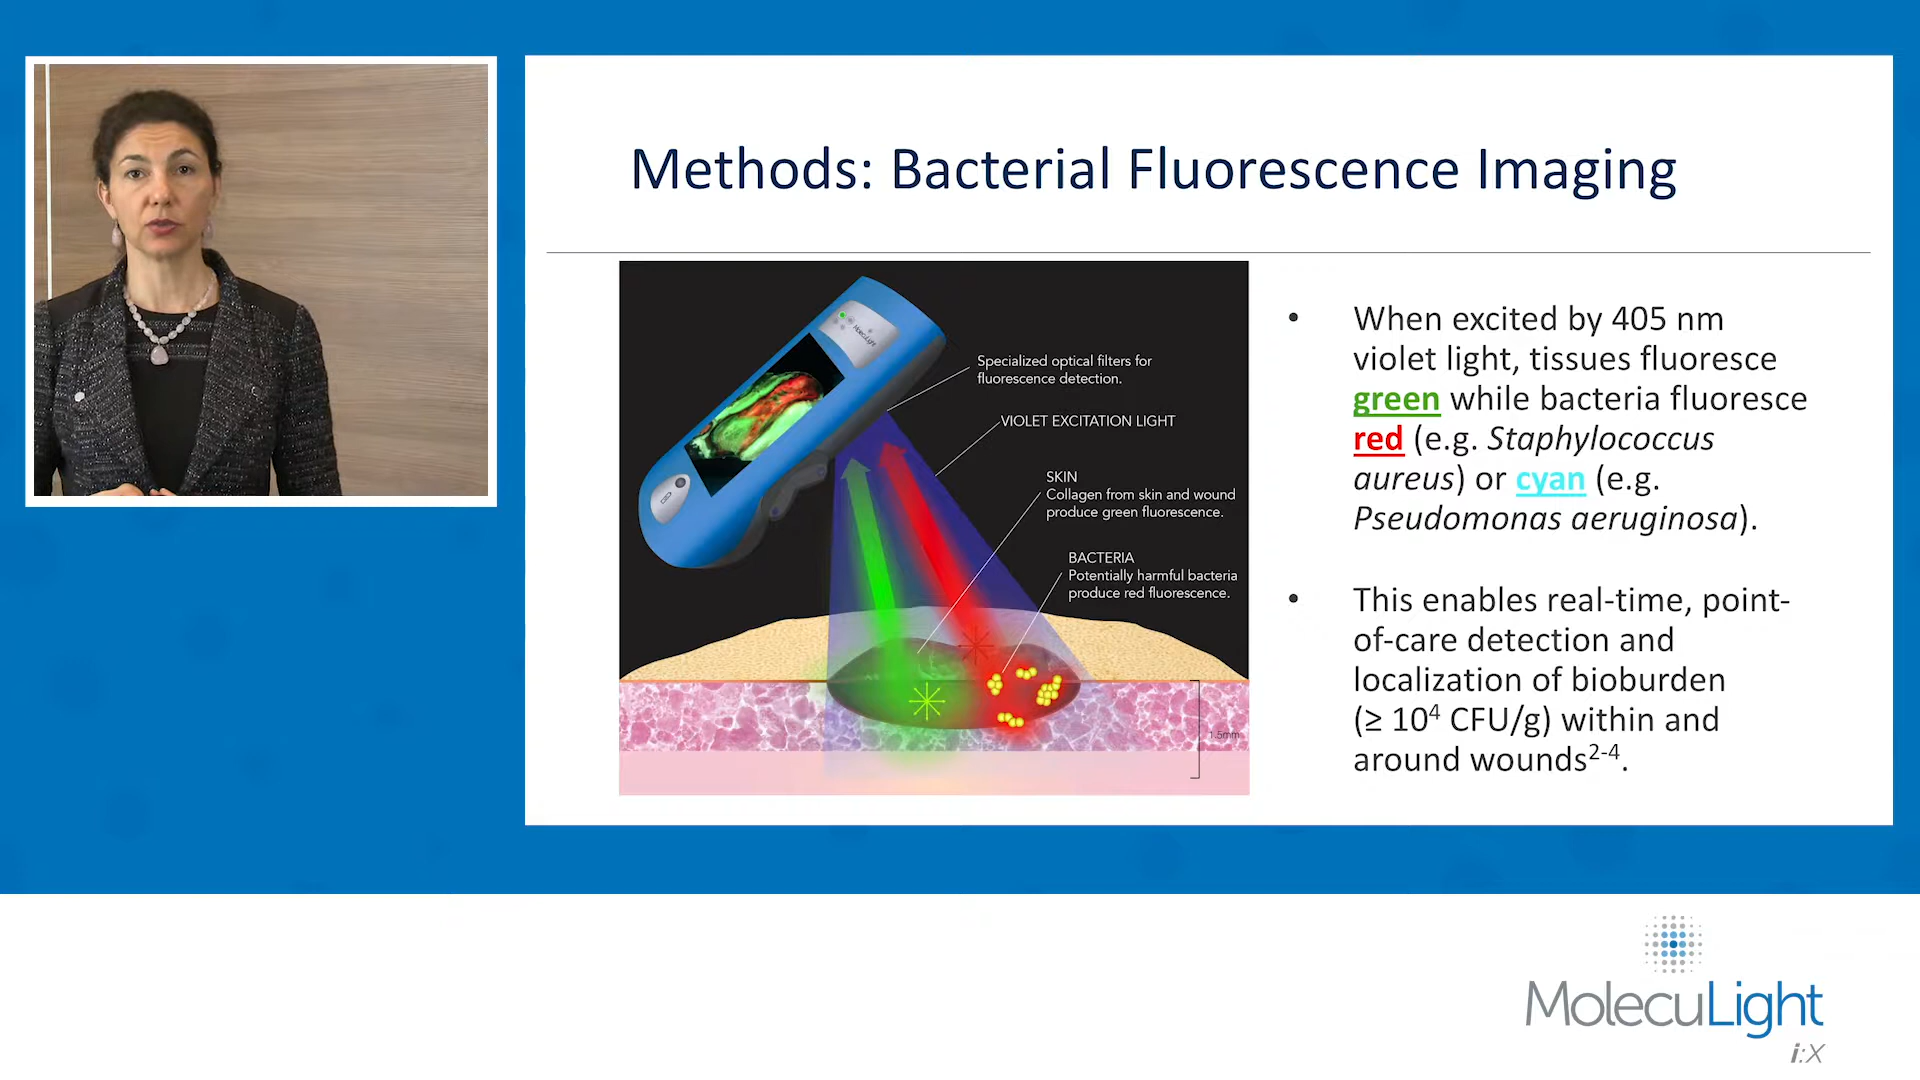 Methods: Bacterial Fluorescence Imaging
MolecuLight
Specialized optical filters for
fluorescence detection.
VIOLET EXCITATION LIGHT
SKIN
Collagen from skin and wound
produce green fluorescence.
BACTERIA
Potentially harmful bacteria
produce red fluorescence.
1.5mm
• When excited by 405 nm
violet light, tissues fluoresce
green while bacteria fluoresce
red (e.g. Staphylococcus
aureus) or cyan (e.g.
Pseudomonas aeruginosa).
• This enables real-time, point-
of-care detection and
localization of bioburden
(≥ 10⁴ CFU/g) within and
around wounds²⁻⁴.
MolecuLight
i:X